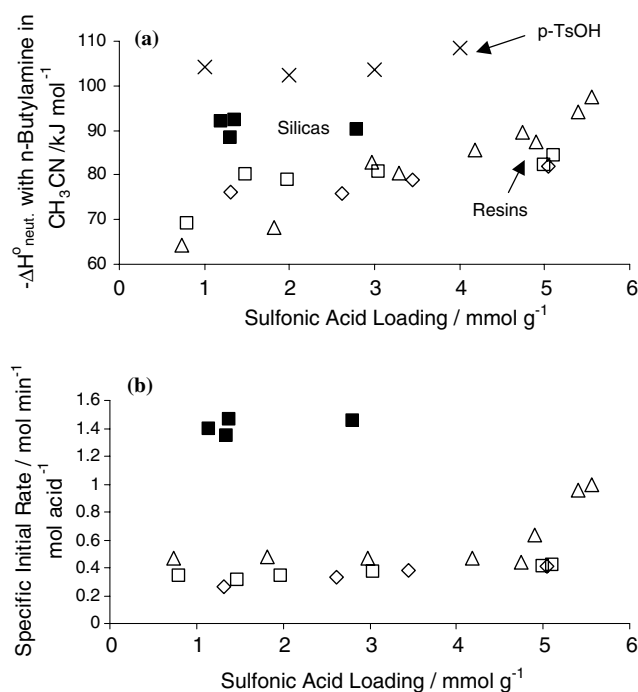 (a)
p-TsOH
Silicas
Resins
-ΔH°neut. with n-Butylamine in
CH3CN /kJ mol-1
110
100
90
80
70
60
0
1
2
3
4
5
6
Sulfonic Acid Loading / mmol g-1
(b)
Specific Initial Rate / mol min-1
mol acid-1
1.6
1.4
1.2
1
0.8
0.6
0.4
0.2
0
0
1
2
3
4
5
6
Sulfonic Acid Loading / mmol g-1